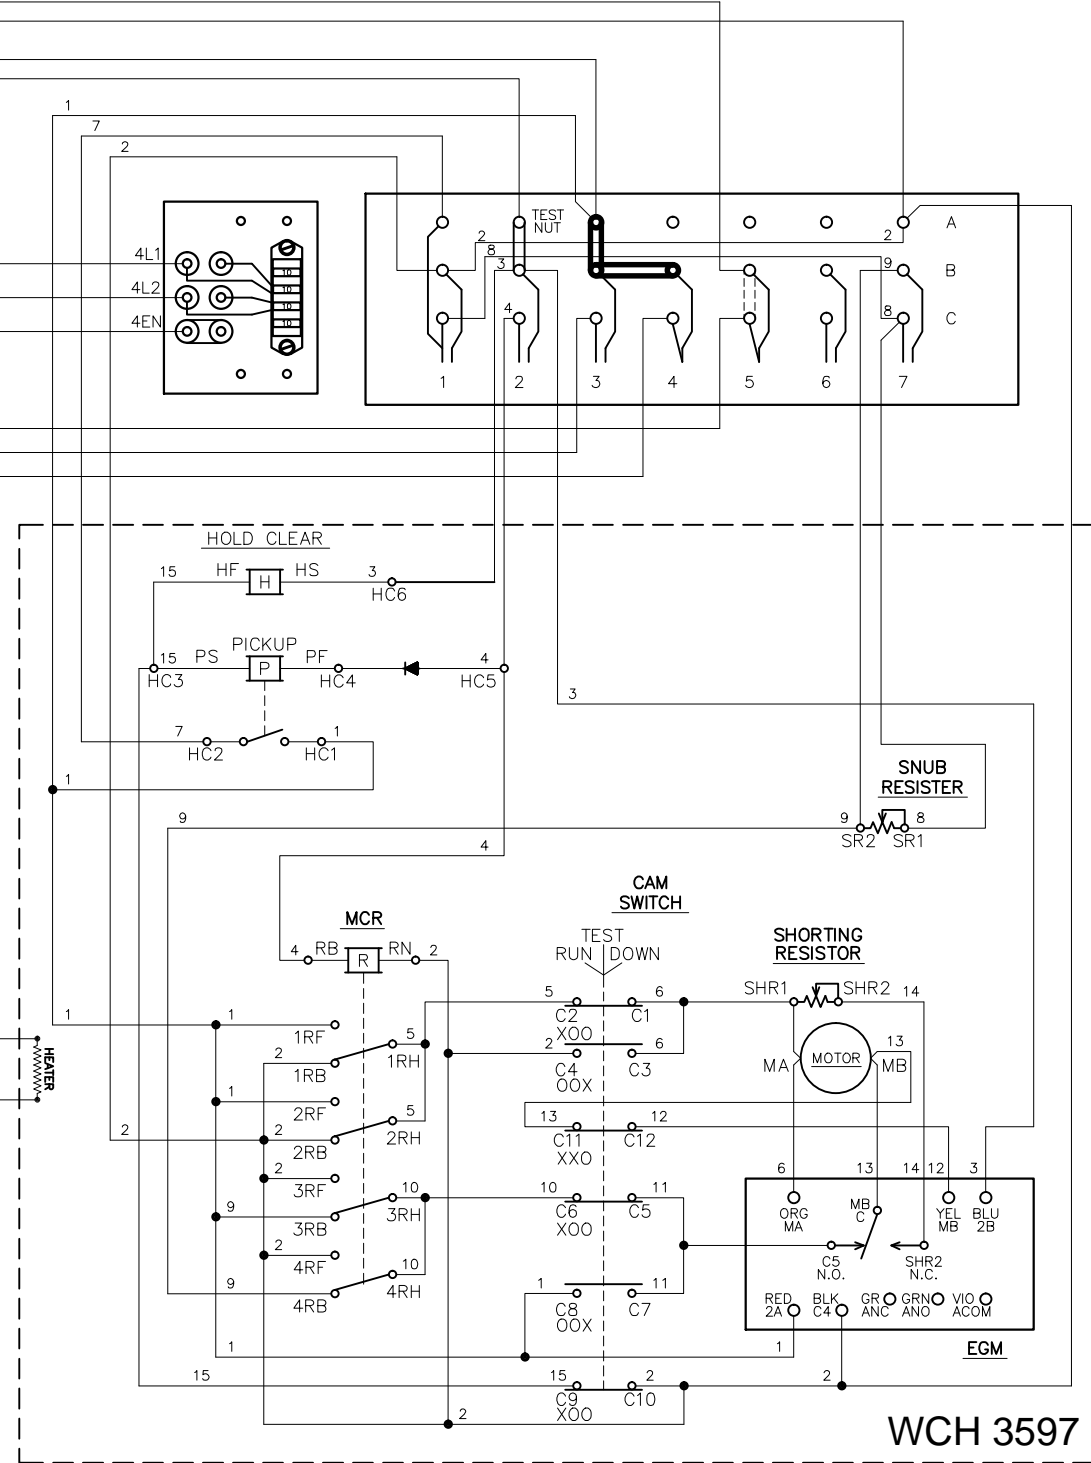 1
7
2
4L1
4L2
4EN
10
10
10
10
TEST
NUT
A
2
2
8
3
B
9
4
8
C
1
2
3
4
5
6
7
HOLD CLEAR
15
HF
H
HS
3
HC6
PICKUP
15
PS
P
PF
4
HC3
HC4
HC5
3
7
1
HC2
HC1
1
SNUB
RESISTER
9
9
8
SR2
SR1
4
CAM
SWITCH
MCR
TEST
RUN
DOWN
SHORTING
RESISTOR
4
RB
R
RN
2
SHR1
SHR2
5
6
14
C2
C1
XOO
1
1
1RF
5
2
1RH
1RB
2
6
C4
C3
OOX
13
MOTOR
MA
MB
HEATER
1
2RF
5
2
2
2RH
2RB
13
12
C11
C12
XXO
2
3RF
10
9
3RH
3RB
10
11
C6
C5
XOO
6
13
14
12
3
ORG
MA
MB
C
YEL
MB
BLU
2B
2
4RF
10
9
4RH
4RB
1
11
C8
C7
OOX
C5
N.O.
SHR2
N.C.
RED
2A
BLK
C4
GR
ANC
GRN
ANO
VIO
ACOM
1
1
EGM
15
15
2
2
C9
C10
XOO
2
WCH 3597